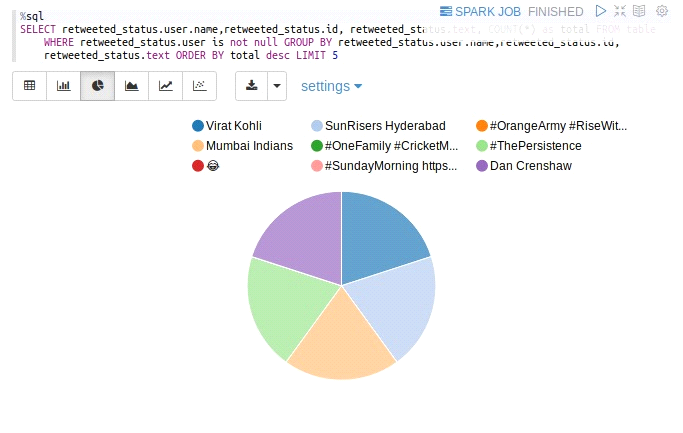 SPARK JOB FINISHED
%sql
SELECT retweeted_status.user.name,retweeted_status.id, retweeted_status.text, COUNT(*) as total FROM table
WHERE retweeted_status.user is not null GROUP BY retweeted_status.user.name,retweeted_status.id,
retweeted_status.text ORDER BY total desc LIMIT 5
settings
Virat Kohli SunRisers Hyderabad #OrangeArmy #RiseWit...
Mumbai Indians #OneFamily #CricketM... #ThePersistence
😂 #SundayMorning https... Dan Crenshaw